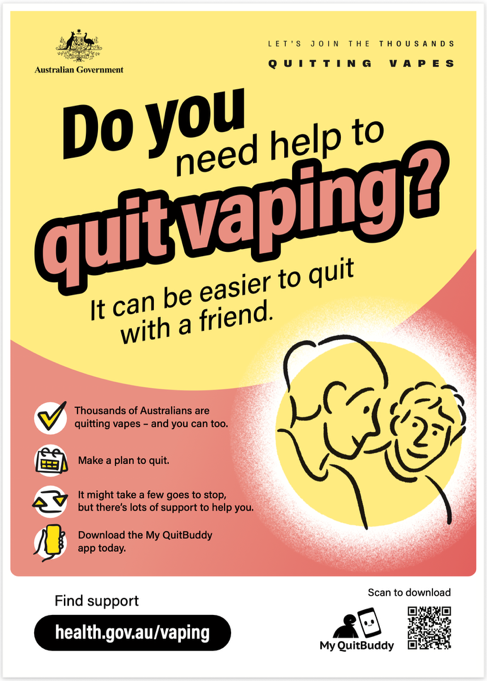 Australian Government
LET'S JOIN THE THOUSANDS
QUITTING VAPES
Do you
need help to
quit vaping?
It can be easier to quit
with a friend.
Thousands of Australians are
quitting vapes – and you can too.
Make a plan to quit.
It might take a few goes to stop,
but there's lots of support to help you.
Download the My QuitBuddy
app today.
Find support
health.gov.au/vaping
Scan to download
My QuitBuddy